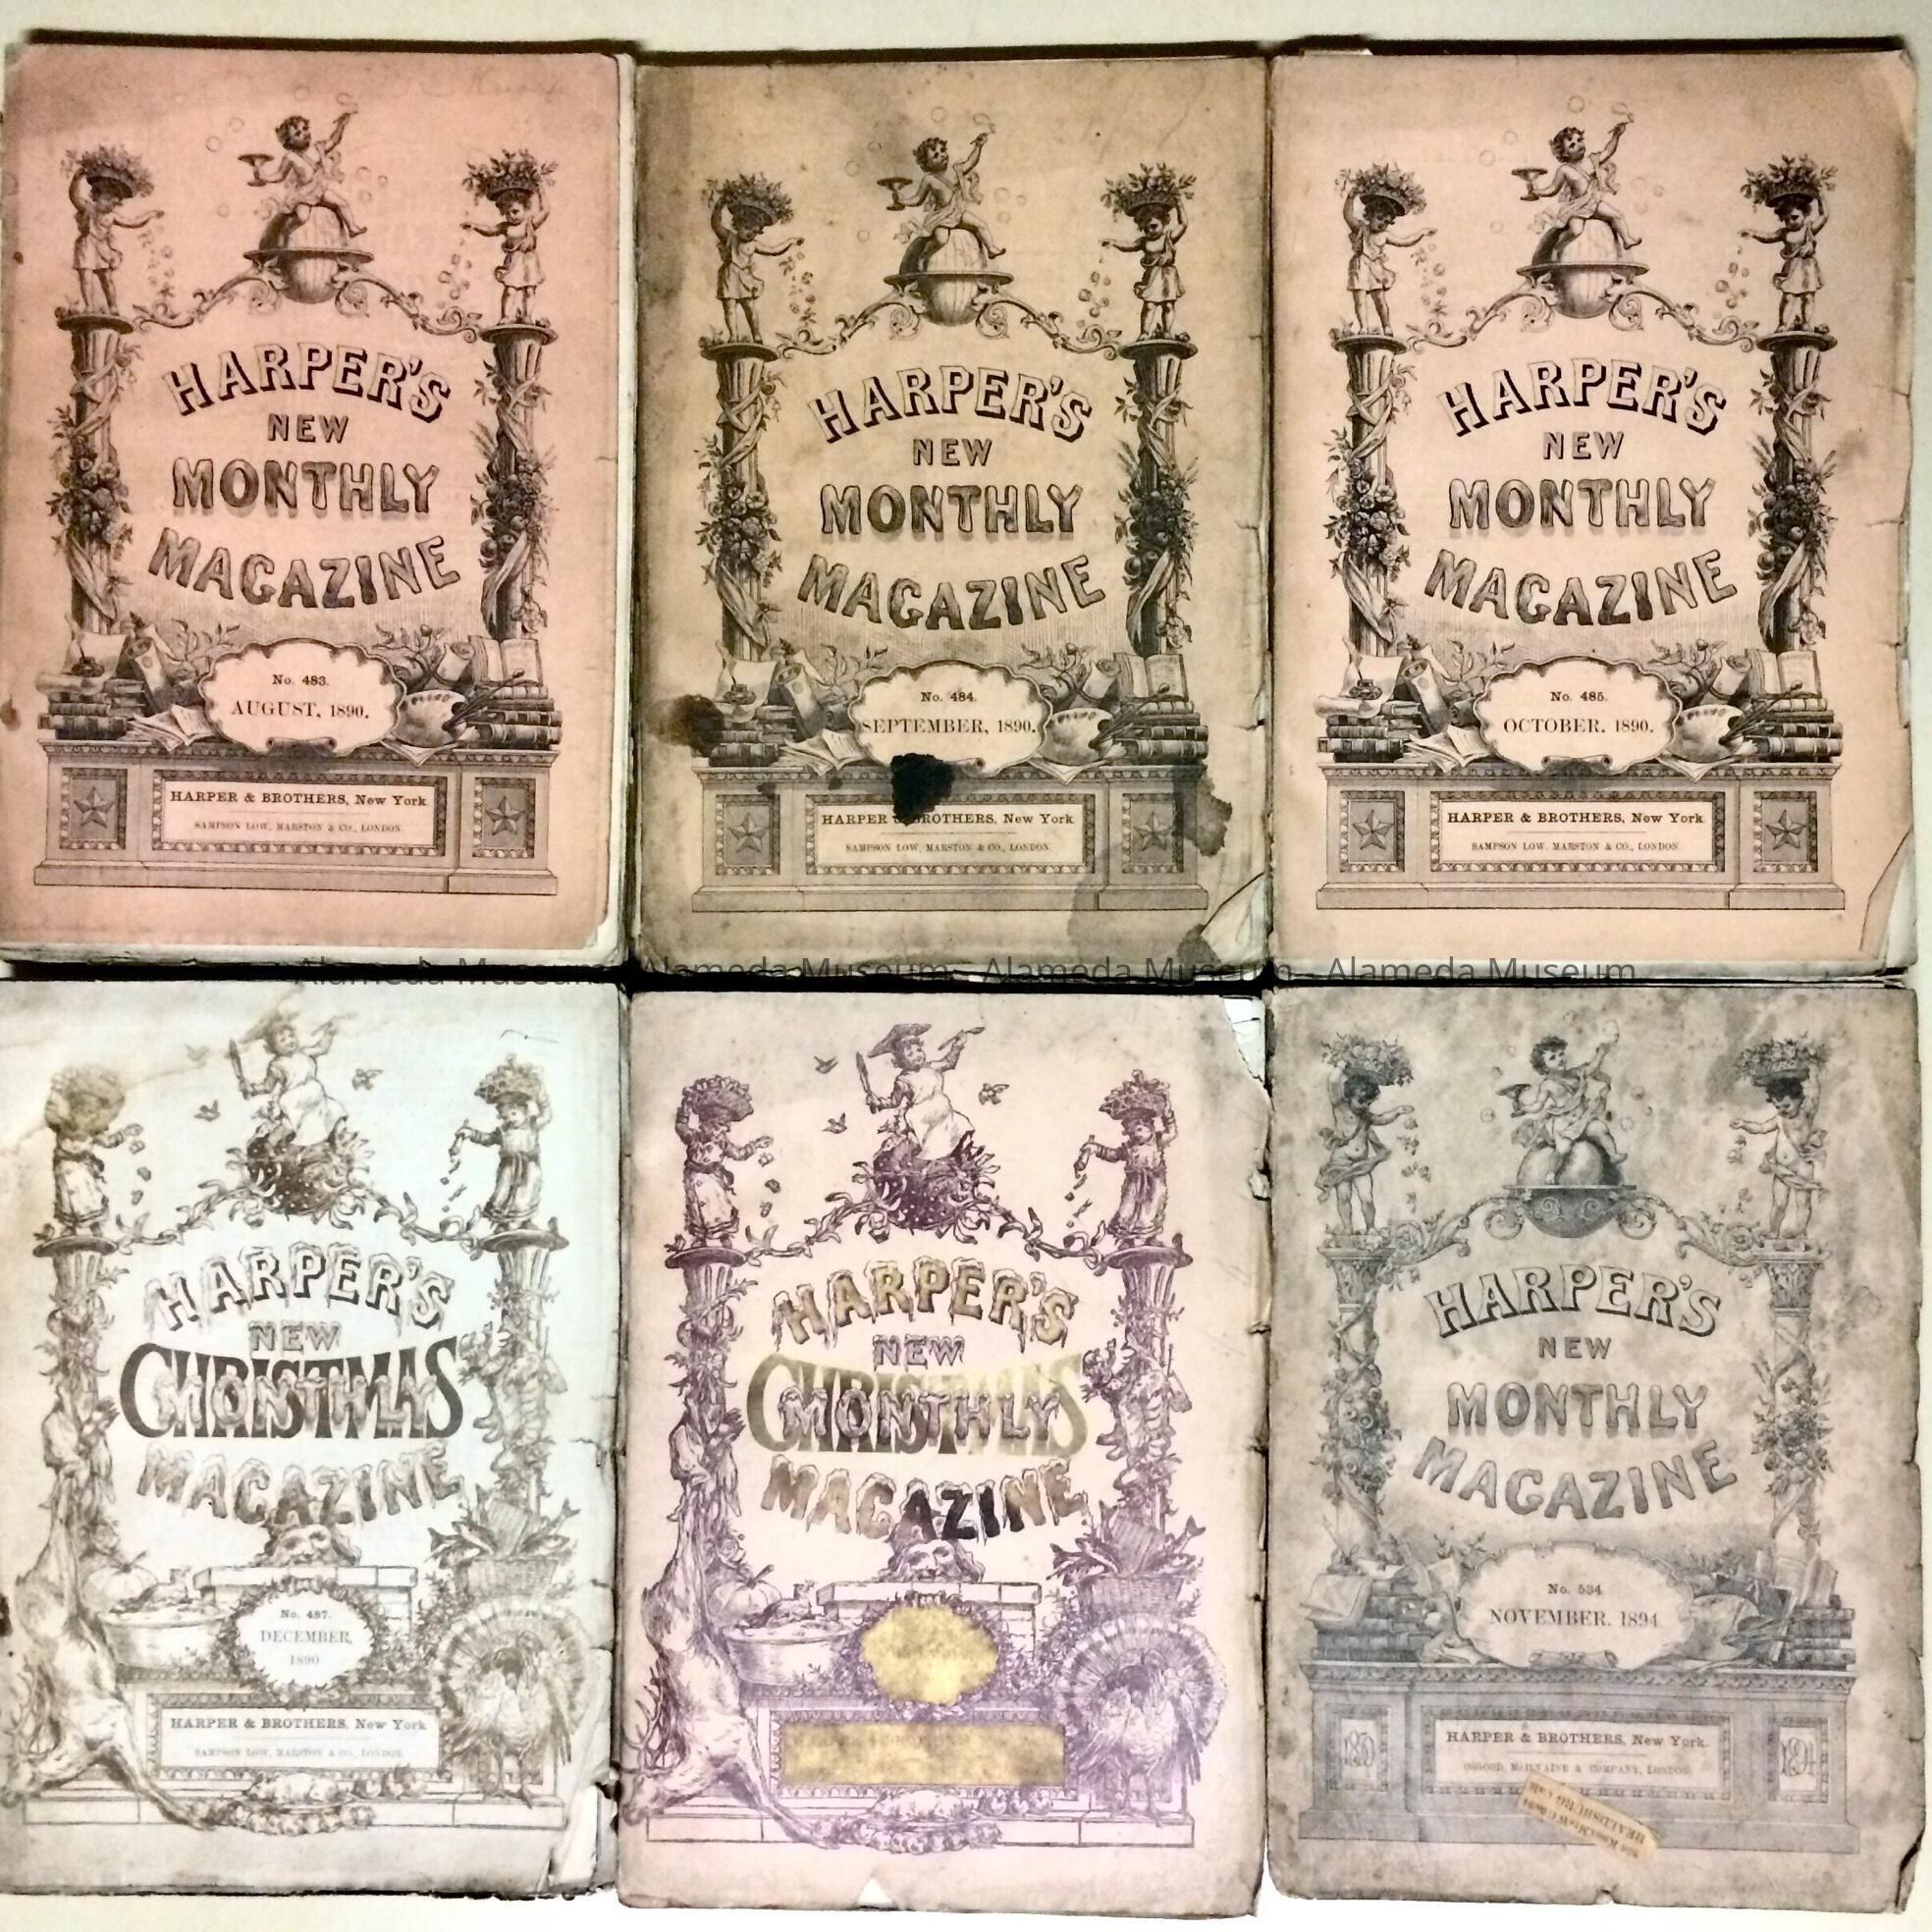 HARPER'S
NEW
MONTHLY
MAGAZINE
No. 483.
AUGUST, 1890.
HARPER & BROTHERS, New York.
SAMPSON LOW, MARSTON & CO., LONDON.
HARPER'S
NEW
MONTHLY
MAGAZINE
No. 484.
SEPTEMBER, 1890.
HARPER & BROTHERS, New York.
SAMPSON LOW, MARSTON & CO., LONDON.
HARPER'S
NEW
MONTHLY
MAGAZINE
No. 485.
OCTOBER. 1890.
HARPER & BROTHERS, New York.
SAMPSON LOW, MARSTON & CO., LONDON.
Alameda Museum - Alameda Museum - Alameda Museum - Alameda Museum
HARPER'S
NEW
CHRISTMAS
MONTHLY
MAGAZINE
No. 487.
DECEMBER,
1890
HARPER & BROTHERS, New York.
SAMPSON LOW, MARSTON & CO., LONDON.
HARPER'S
NEW
CHRISTMAS
MONTHLY
MAGAZINE
HARPER'S
NEW
MONTHLY
MAGAZINE
No. 534
NOVEMBER. 1894
HARPER & BROTHERS, New York.
OSGOOD, McILVAINE & COMPANY, LONDON.
HEALDSBURG Cal